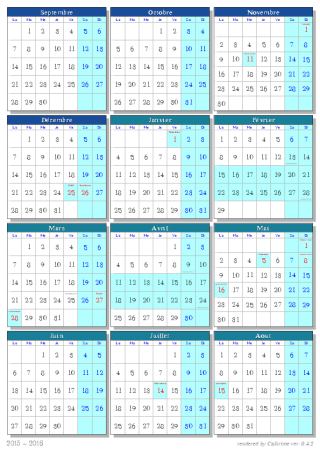 Septembre
Lu Ma Me Je Ve Sa Di
1 2 3 4 5 6
7 8 9 10 11 12 13
14 15 16 17 18 19 20
21 22 23 24 25 26 27
28 29 30
Octobre
Lu Ma Me Je Ve Sa Di
1 2 3 4
5 6 7 8 9 10 11
12 13 14 15 16 17 18
19 20 21 22 23 24 25
26 27 28 29 30 31
Novembre
Lu Ma Me Je Ve Sa Di
1
2 3 4 5 6 7 8
9 10 11 12 13 14 15
16 17 18 19 20 21 22
23 24 25 26 27 28 29
30
Décembre
Lu Ma Me Je Ve Sa Di
1 2 3 4 5 6
7 8 9 10 11 12 13
14 15 16 17 18 19 20
21 22 23 24 25 26 27
28 29 30 31
Janvier
Lu Ma Me Je Ve Sa Di
1 2 3
4 5 6 7 8 9 10
11 12 13 14 15 16 17
18 19 20 21 22 23 24
25 26 27 28 29 30 31
Février
Lu Ma Me Je Ve Sa Di
1 2 3 4 5 6 7
8 9 10 11 12 13 14
15 16 17 18 19 20 21
22 23 24 25 26 27 28
29
Mars
Lu Ma Me Je Ve Sa Di
1 2 3 4 5 6
7 8 9 10 11 12 13
14 15 16 17 18 19 20
21 22 23 24 25 26 27
28 29 30 31
Avril
Lu Ma Me Je Ve Sa Di
1 2 3
4 5 6 7 8 9 10
11 12 13 14 15 16 17
18 19 20 21 22 23 24
25 26 27 28 29 30
Mai
Lu Ma Me Je Ve Sa Di
1
2 3 4 5 6 7 8
9 10 11 12 13 14 15
16 17 18 19 20 21 22
23 24 25 26 27 28 29
30 31
Juin
Lu Ma Me Je Ve Sa Di
1 2 3 4 5
6 7 8 9 10 11 12
13 14 15 16 17 18 19
20 21 22 23 24 25 26
27 28 29 30
Juillet
Lu Ma Me Je Ve Sa Di
1 2 3
4 5 6 7 8 9 10
11 12 13 14 15 16 17
18 19 20 21 22 23 24
25 26 27 28 29 30 31
Août
Lu Ma Me Je Ve Sa Di
1 2 3 4 5 6 7
8 9 10 11 12 13 14
15 16 17 18 19 20 21
22 23 24 25 26 27 28
29 30 31
2015 – 2016
rendered by